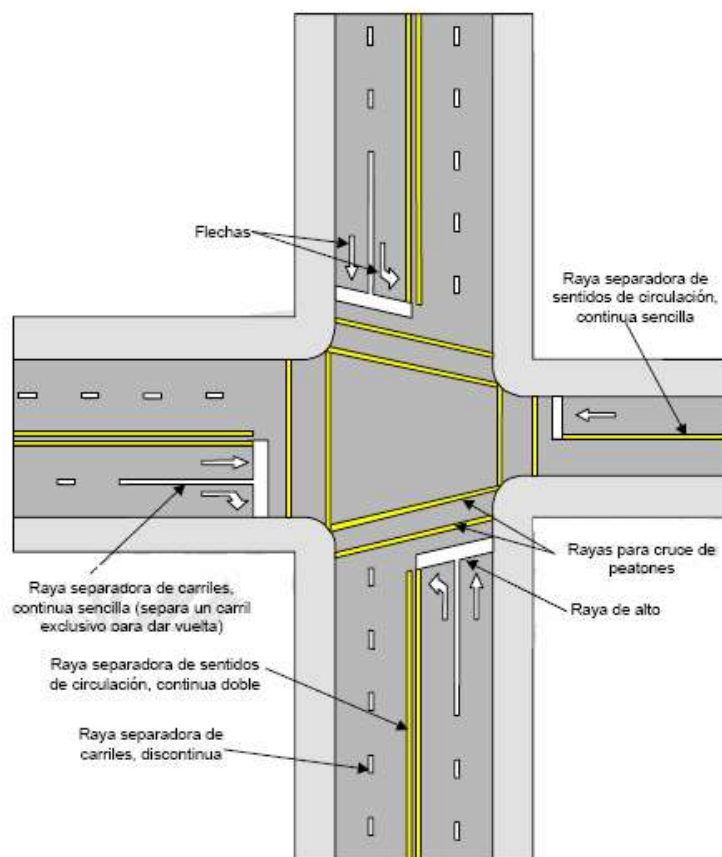 Flechas
Raya separadora de
sentidos de circulación,
continua sencilla
Rayas para cruce de
peatones
Raya de alto
Raya separadora de carriles,
continua sencilla (separa un carril
exclusivo para dar vuelta)
Raya separadora de sentidos
de circulación, continua doble
Raya separadora de
carriles, discontinua